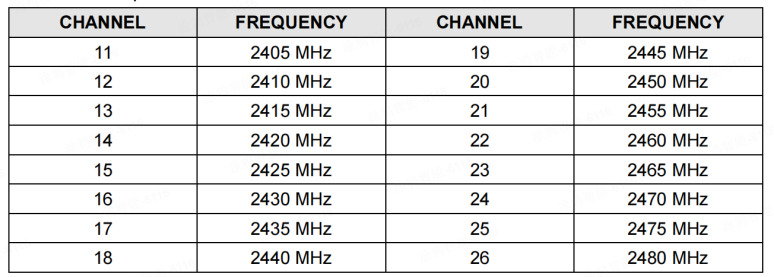 CHANNEL FREQUENCY CHANNEL FREQUENCY
11 2405 MHz 19 2445 MHz
12 2410 MHz 20 2450 MHz
13 2415 MHz 21 2455 MHz
14 2420 MHz 22 2460 MHz
15 2425 MHz 23 2465 MHz
16 2430 MHz 24 2470 MHz
17 2435 MHz 25 2475 MHz
18 2440 MHz 26 2480 MHz